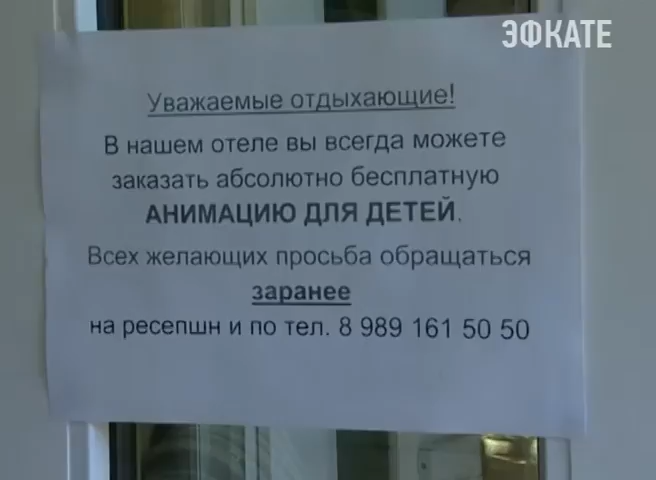 ЭФКАТЕ
Уважаемые отдыхающие!
В нашем отеле вы всегда можете
заказать абсолютно бесплатную
АНИМАЦИЮ ДЛЯ ДЕТЕЙ.
Всех желающих просьба обращаться
заранее
на ресепшн и по тел. 8 989 161 50 50